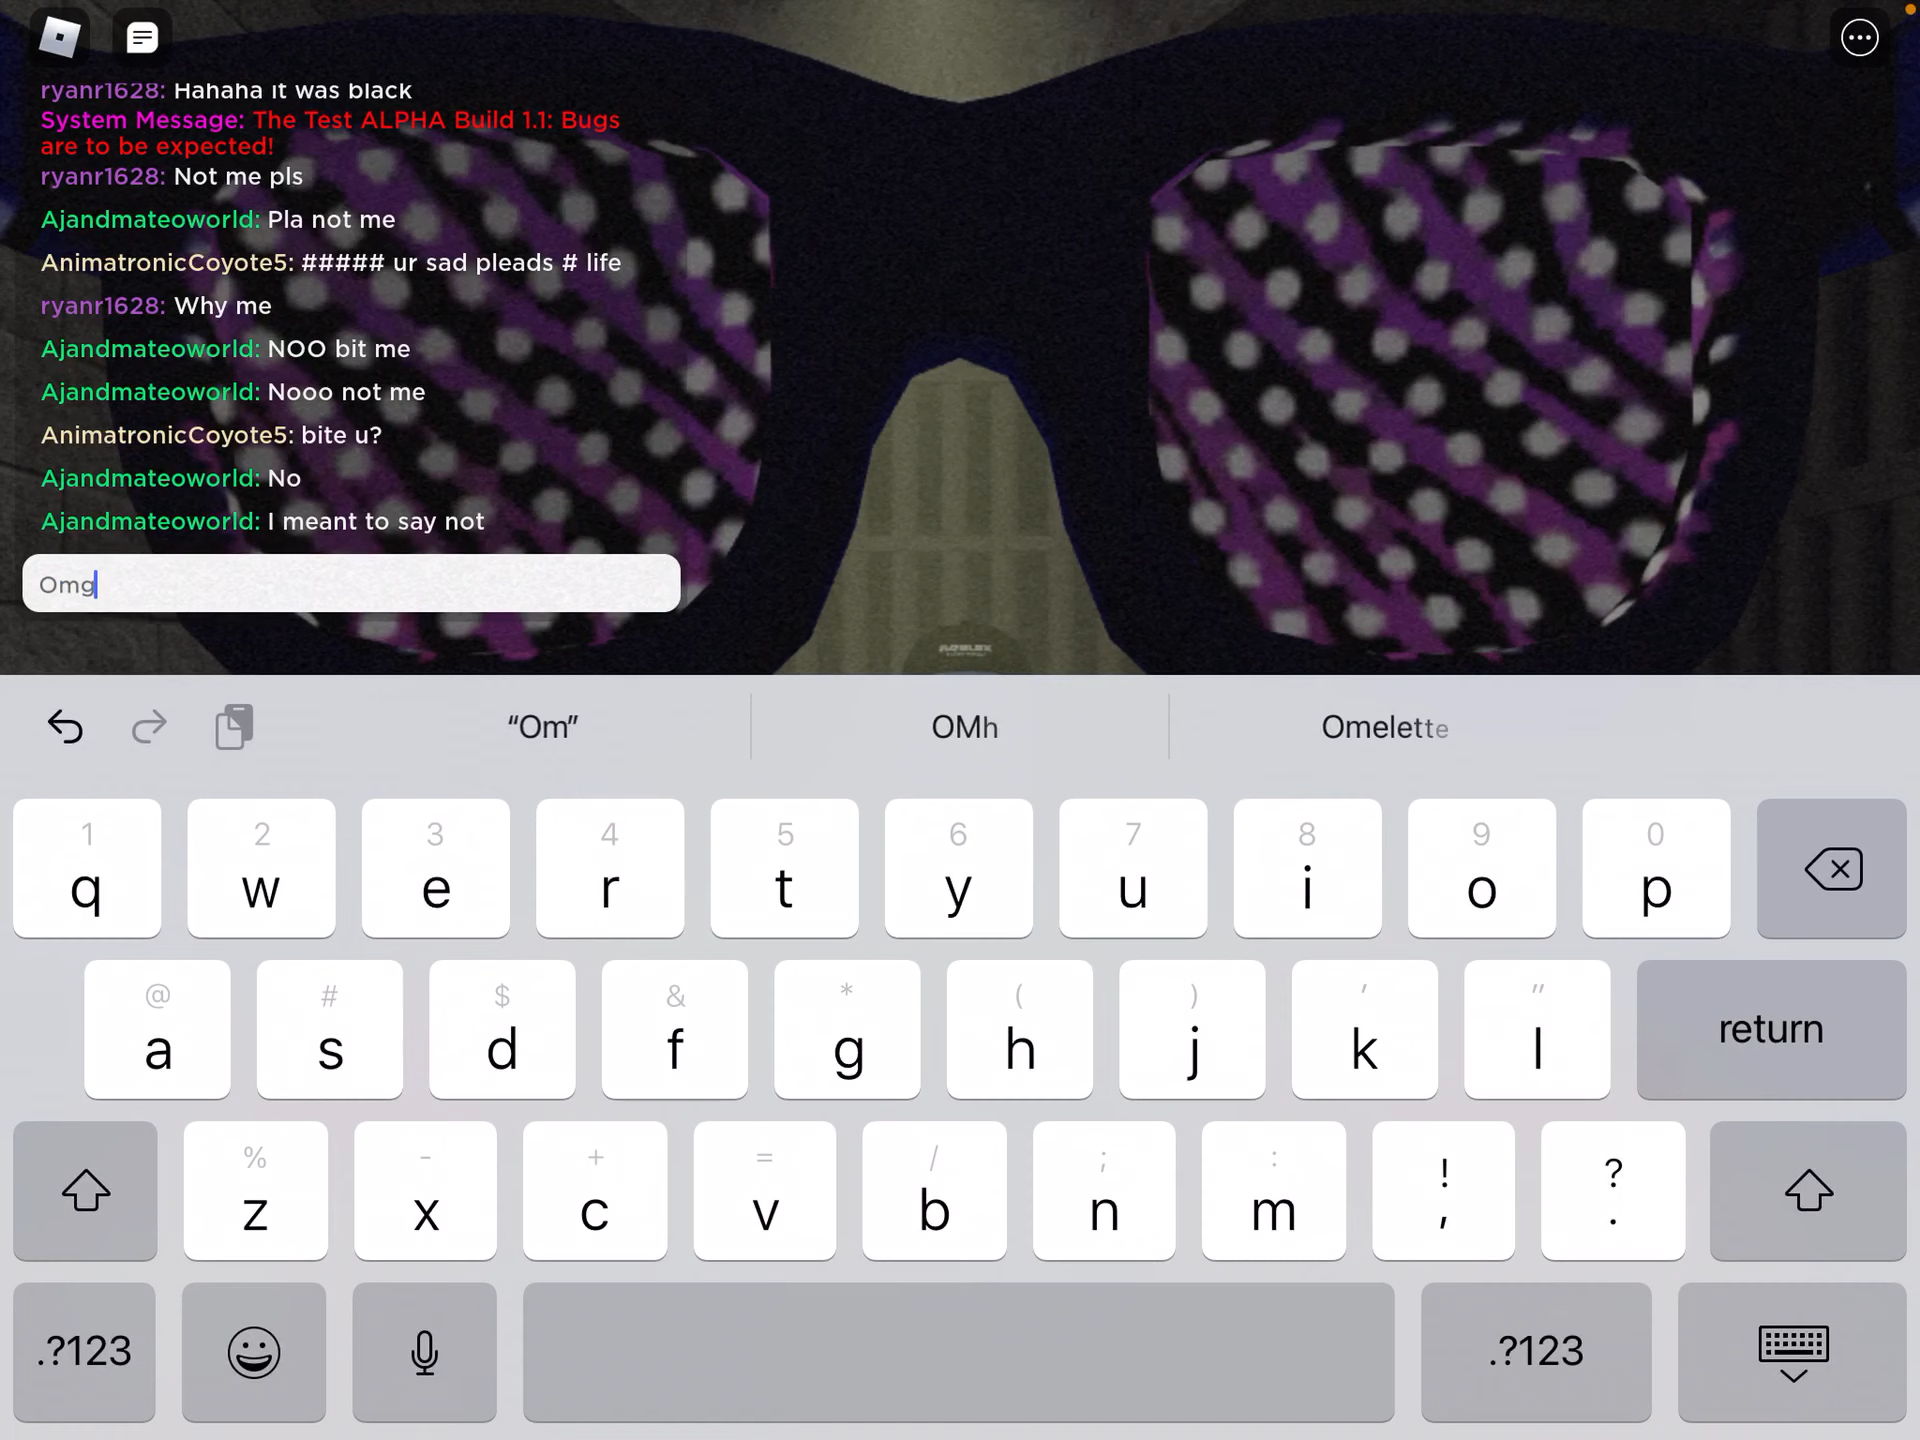 ryanr1628: Hahaha it was black
System Message: The Test ALPHA Build 1.1: Bugs
are to be expected!
ryanr1628: Not me pls
Ajandmateoworld: Pla not me
AnimatronicCoyote5: ##### ur sad pleads # life
ryanr1628: Why me
Ajandmateoworld: NOO bit me
Ajandmateoworld: Nooo not me
AnimatronicCoyote5: bite u?
Ajandmateoworld: No
Ajandmateoworld: I meant to say not
Omg
“Om” OMh Omelette
1 2 3 4 5 6 7 8 9 0
q w e r t y u i o p
@ # $ & * ( ) ' "
a s d f g h j k l return
% - + = / ; : ! ?
z x c v b n m , .
.?123 .?123